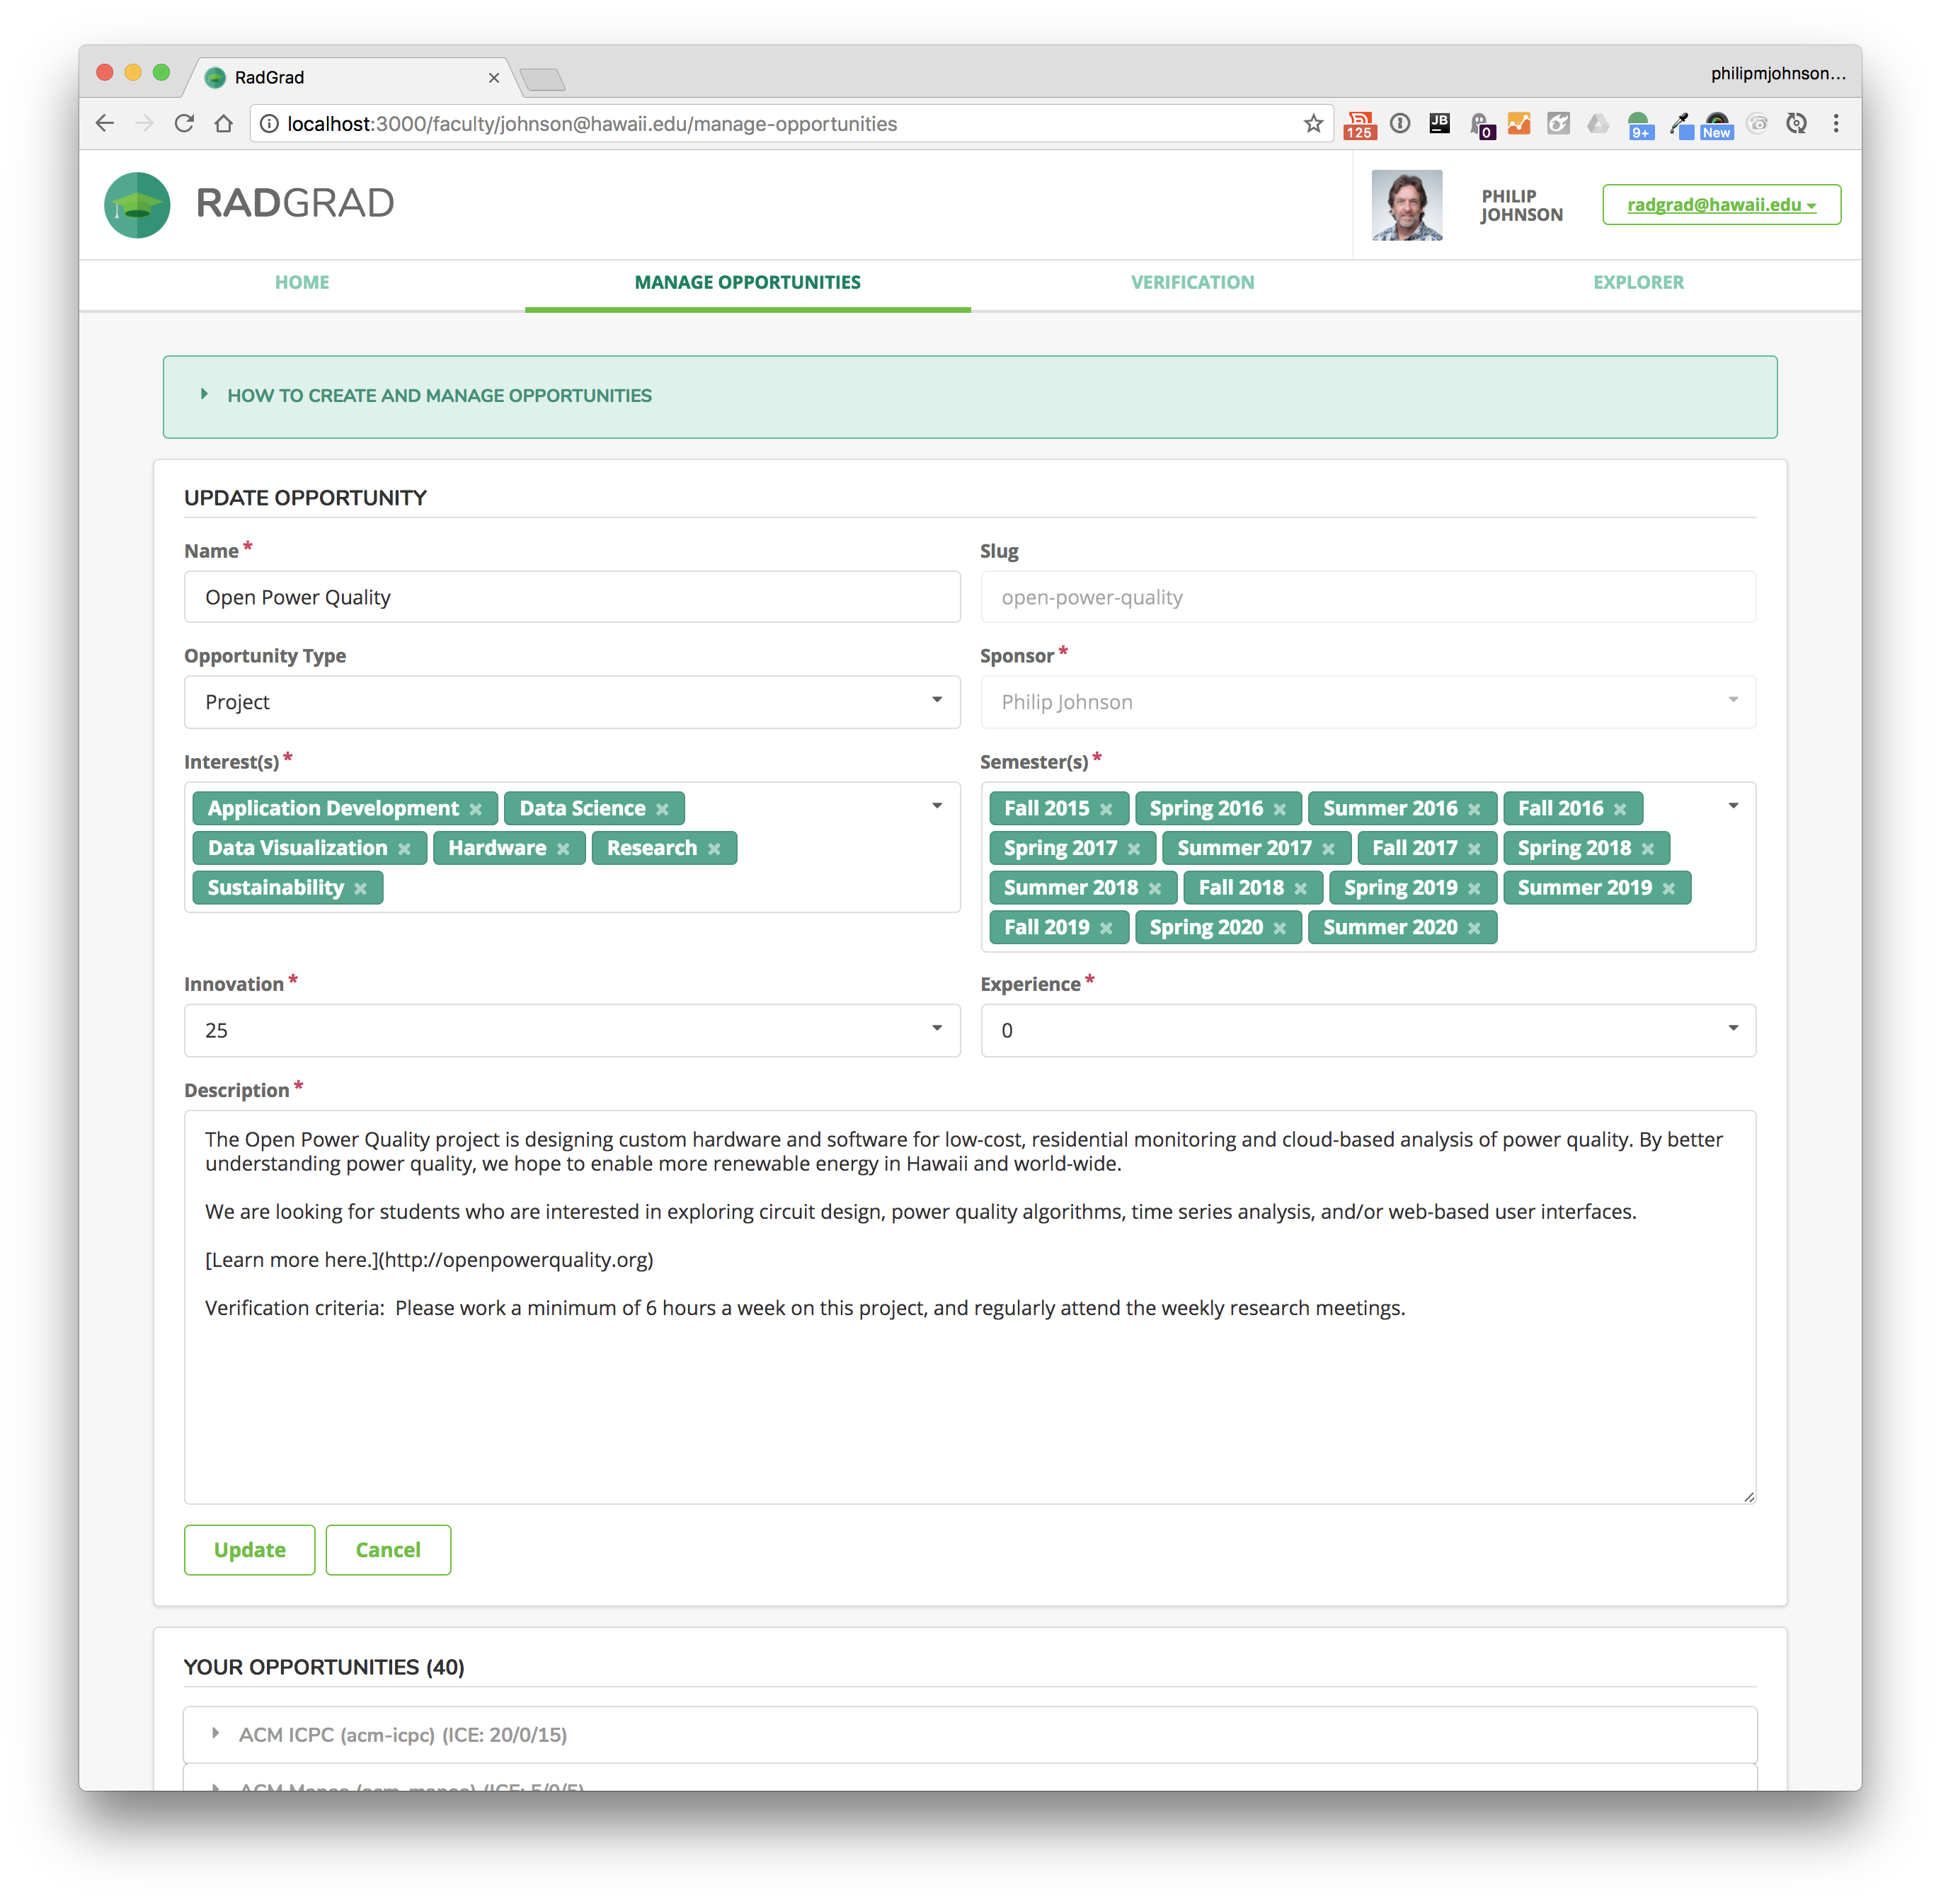 RadGrad
philipmjohnson...
localhost:3000/faculty/johnson@hawaii.edu/manage-opportunities
125
JB
0
9+
New
RADGRAD
PHILIP
JOHNSON
radgrad@hawaii.edu
HOME
MANAGE OPPORTUNITIES
VERIFICATION
EXPLORER
HOW TO CREATE AND MANAGE OPPORTUNITIES
UPDATE OPPORTUNITY
Name *
Slug
Open Power Quality
open-power-quality
Opportunity Type
Sponsor *
Project
Philip Johnson
Interest(s) *
Semester(s) *
Application Development × Data Science ×
Data Visualization × Hardware × Research ×
Sustainability ×
Fall 2015 × Spring 2016 × Summer 2016 × Fall 2016 ×
Spring 2017 × Summer 2017 × Fall 2017 × Spring 2018 ×
Summer 2018 × Fall 2018 × Spring 2019 × Summer 2019 ×
Fall 2019 × Spring 2020 × Summer 2020 ×
Innovation *
Experience *
25
0
Description *
The Open Power Quality project is designing custom hardware and software for low-cost, residential monitoring and cloud-based analysis of power quality. By better
understanding power quality, we hope to enable more renewable energy in Hawaii and world-wide.
We are looking for students who are interested in exploring circuit design, power quality algorithms, time series analysis, and/or web-based user interfaces.
[Learn more here.](http://openpowerquality.org)
Verification criteria:  Please work a minimum of 6 hours a week on this project, and regularly attend the weekly research meetings.
Update
Cancel
YOUR OPPORTUNITIES (40)
ACM ICPC (acm-icpc) (ICE: 20/0/15)
ACM Manoa (acm-manoa) (ICE: 5/0/5)